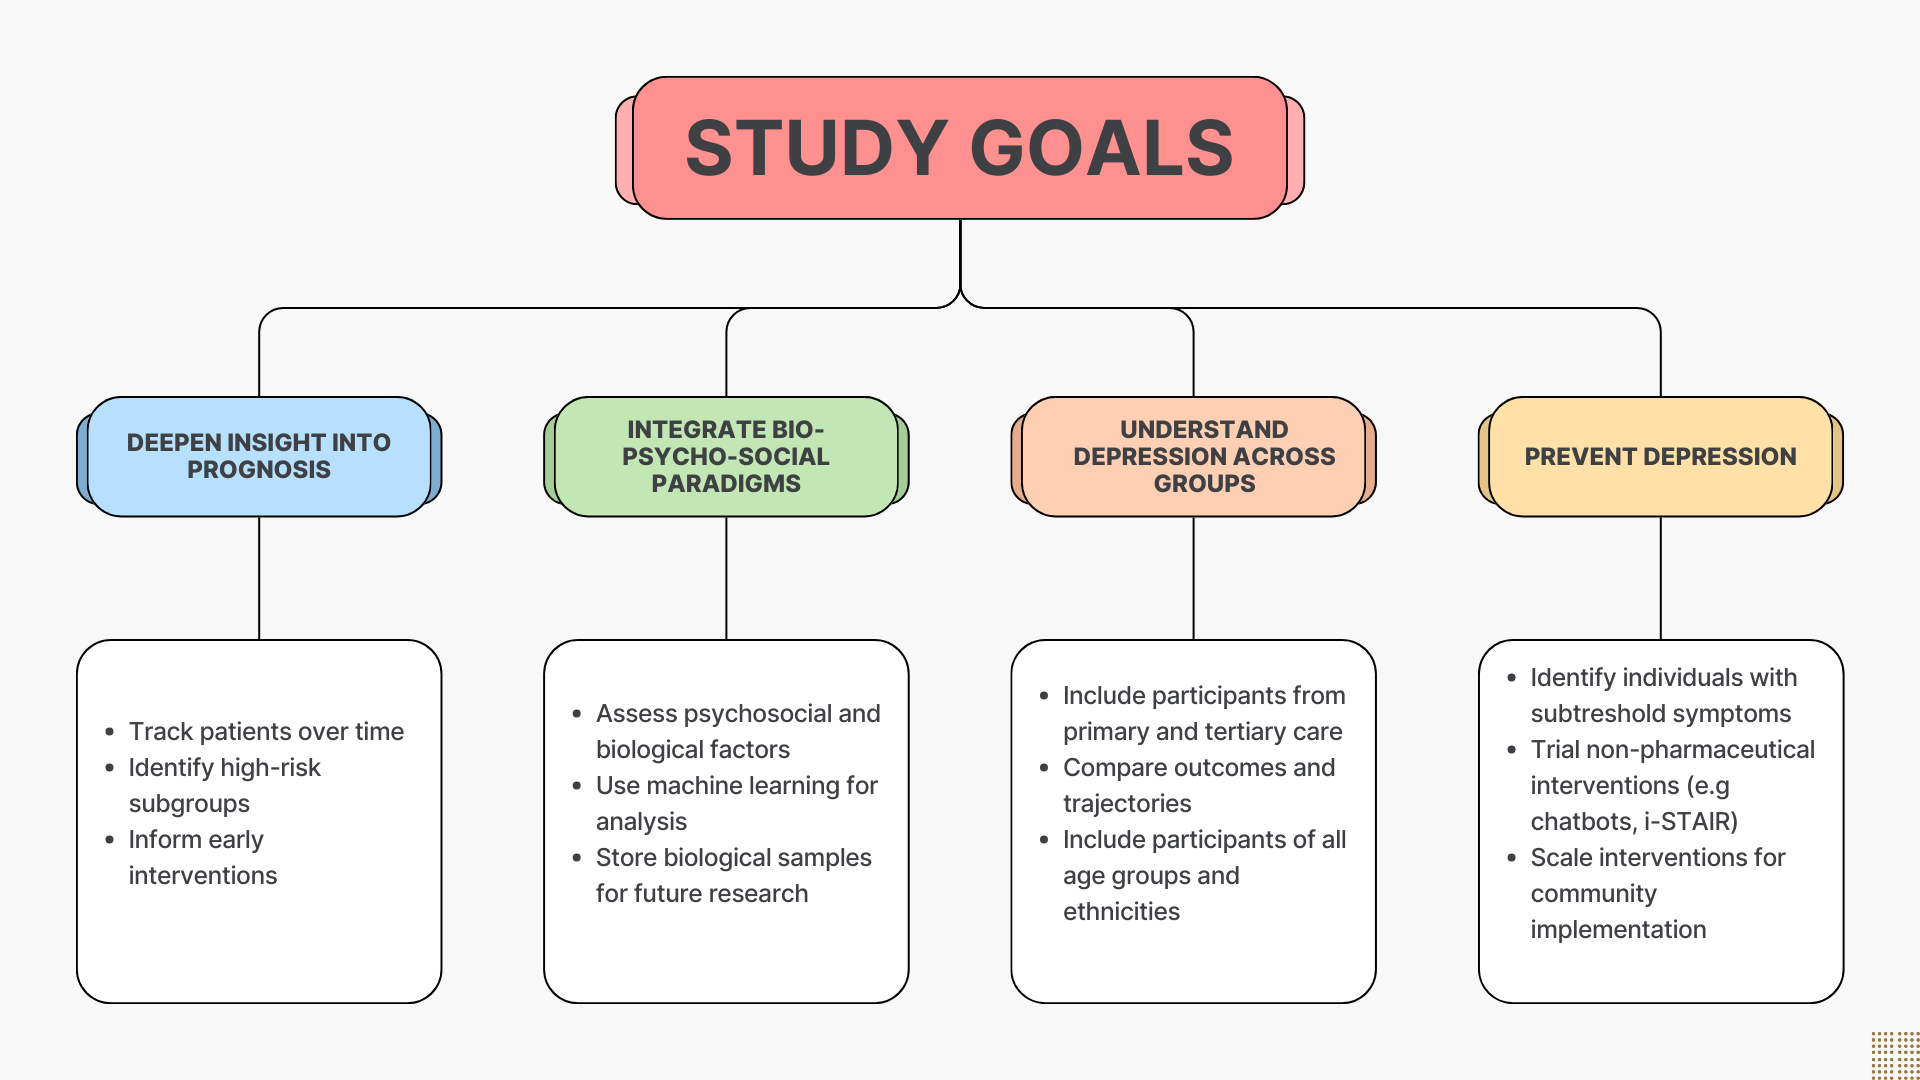 STUDY GOALS
DEEPEN INSIGHT INTO
PROGNOSIS
INTEGRATE BIO-
PSYCHO-SOCIAL
PARADIGMS
UNDERSTAND
DEPRESSION ACROSS
GROUPS
PREVENT DEPRESSION
• Track patients over time
• Identify high-risk
subgroups
• Inform early
interventions
• Assess psychosocial and
biological factors
• Use machine learning for
analysis
• Store biological samples
for future research
• Include participants from
primary and tertiary care
• Compare outcomes and
trajectories
• Include participants of all
age groups and
ethnicities
• Identify individuals with
subtreshold symptoms
• Trial non-pharmaceutical
interventions (e.g
chatbots, i-STAIR)
• Scale interventions for
community
implementation